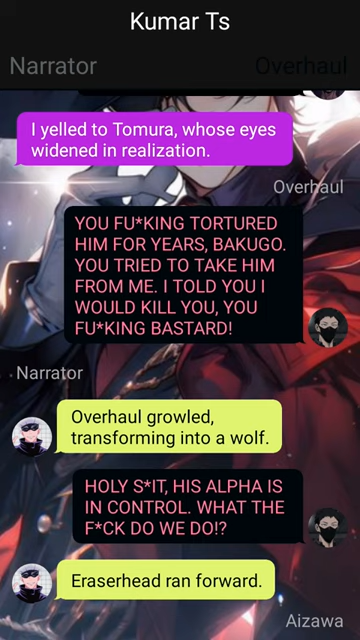 Kumar Ts
Narrator
Overhaul
I yelled to Tomura, whose eyes
widened in realization.
Overhaul
YOU FU*KING TORTURED
HIM FOR YEARS, BAKUGO.
YOU TRIED TO TAKE HIM
FROM ME. I TOLD YOU I
WOULD KILL YOU, YOU
FU*KING BASTARD!
Narrator
Overhaul growled,
transforming into a wolf.
HOLY S*IT, HIS ALPHA IS
IN CONTROL. WHAT THE
F*CK DO WE DO!?
Eraserhead ran forward.
Aizawa